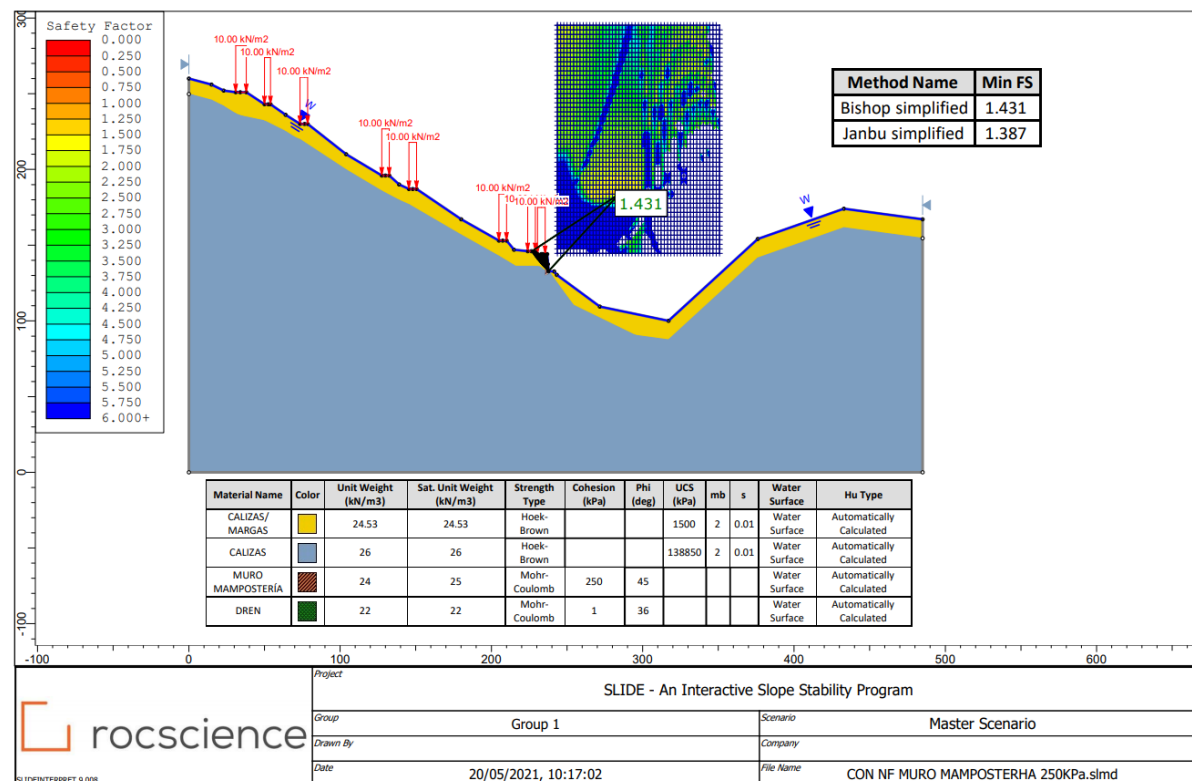 Safety Factor
0.000
0.250
0.500
0.750
1.000
1.250
1.500
1.750
2.000
2.250
2.500
2.750
3.000
3.250
3.500
3.750
4.000
4.250
4.500
4.750
5.000
5.250
5.500
5.750
6.000+
10.00 kN/m2
10.00 kN/m2
10.00 kN/m2
W
10.00 kN/m2
10.00 kN/m2
10.00 kN/m2
10.00 kN/m2
1.431
W
Method Name Min FS
Bishop simplified 1.431
Janbu simplified 1.387
300
200
100
0
-100
Material Name Color Unit Weight (kN/m3) Sat. Unit Weight (kN/m3) Strength Type Cohesion (kPa) Phi (deg) UCS (kPa) mb s Water Surface Hu Type
CALIZAS/ MARGAS 24.53 24.53 Hoek-Brown 1500 2 0.01 Water Surface Automatically Calculated
CALIZAS 26 26 Hoek-Brown 138850 2 0.01 Water Surface Automatically Calculated
MURO MAMPOSTERÍA 24 25 Mohr-Coulomb 250 45 Water Surface Automatically Calculated
DREN 22 22 Mohr-Coulomb 1 36 Water Surface Automatically Calculated
-100 0 100 200 300 400 500 600
rocscience
SLIDEINTERPRET 9.008
Project
SLIDE - An Interactive Slope Stability Program
Group
Group 1
Scenario
Master Scenario
Drawn By
Company
Date
20/05/2021, 10:17:02
File Name
CON NF MURO MAMPOSTERHA 250KPa.slmd